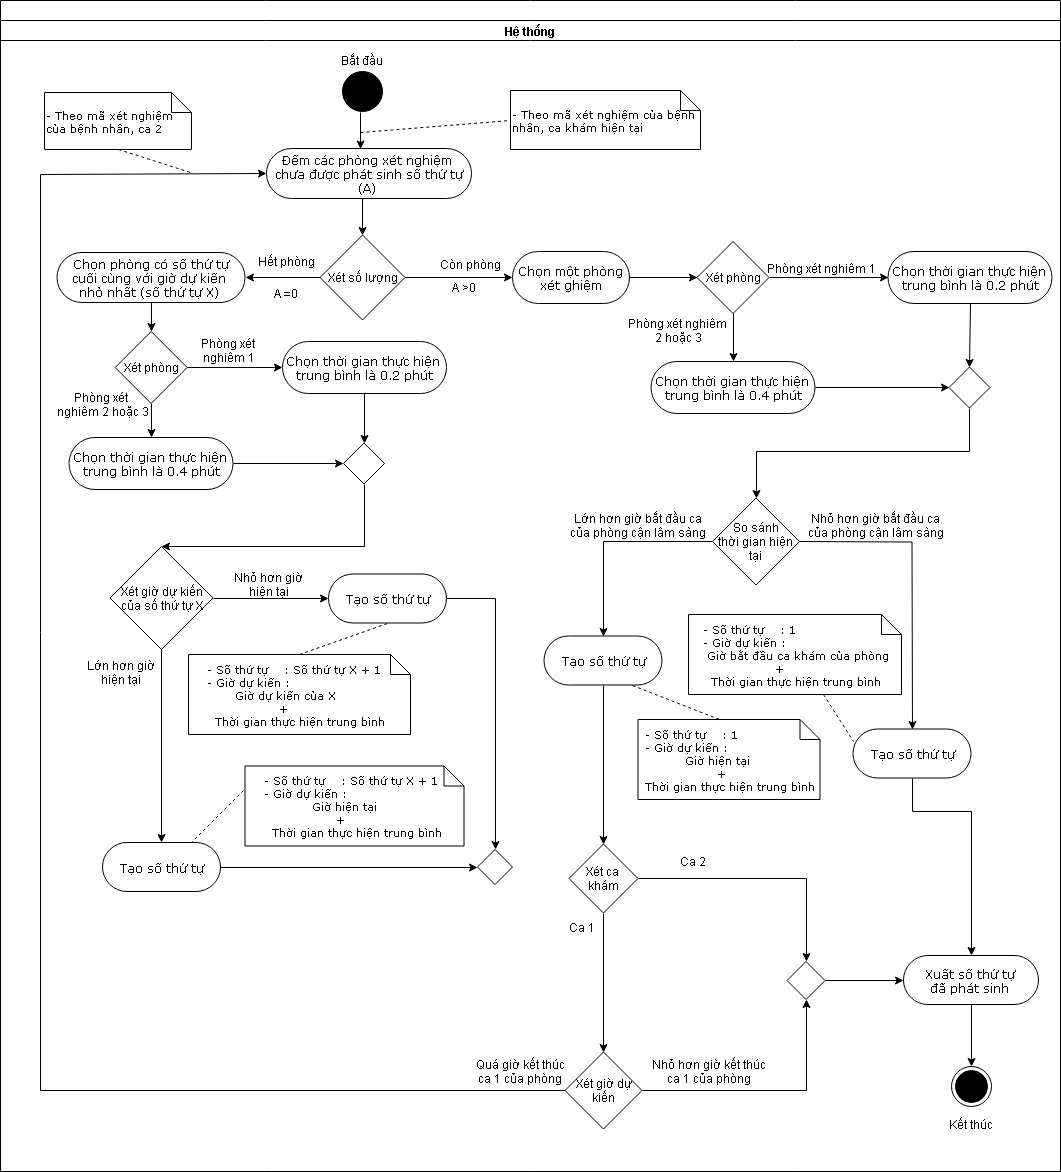 Hệ thống
Bắt đầu
- Theo mã xét nghiệm
của bệnh nhân, ca 2
- Theo mã xét nghiệm của bệnh
nhân, ca khám hiện tại
Đếm các phòng xét nghiệm
chưa được phát sinh số thứ tự
(A)
Chọn phòng có số thứ tự
cuối cùng với giờ dự kiến
nhỏ nhất (số thứ tự X)
Hết phòng
A =0
Xét số lượng
Còn phòng
A >0
Chọn một phòng
xét ghiệm
Xét phòng
Phòng xét nghiêm 1
Chọn thời gian thực hiện
trung bình là 0.2 phút
Phòng xét nghiêm
2 hoặc 3
Chọn thời gian thực hiện
trung bình là 0.4 phút
Xét phòng
Phòng xét
nghiêm 1
Chọn thời gian thực hiện
trung bình là 0.2 phút
Phòng xét
nghiêm 2 hoặc 3
Chọn thời gian thực hiện
trung bình là 0.4 phút
Lớn hơn giờ bắt đầu ca
của phòng cận lâm sàng
So sánh
thời gian hiện
tại
Nhỏ hơn giờ bắt đầu ca
của phòng cận lâm sàng
Xét giờ dự kiến
của số thứ tự X
Nhỏ hơn giờ
hiện tại
Tạo số thứ tự
Lớn hơn giờ
hiện tại
- Số thứ tự : Số thứ tự X + 1
- Giờ dự kiến :
Giờ dự kiến của X
+
Thời gian thực hiện trung bình
- Số thứ tự : Số thứ tự X + 1
- Giờ dự kiến :
Giờ hiện tại
+
Thời gian thực hiện trung bình
Tạo số thứ tự
Tạo số thứ tự
- Số thứ tự : 1
- Giờ dự kiến :
Giờ bắt đầu ca khám của phòng
+
Thời gian thực hiện trung bình
- Số thứ tự : 1
- Giờ dự kiến :
Giờ hiện tại
+
Thời gian thực hiện trung bình
Tạo số thứ tự
Xét ca
khám
Ca 2
Ca 1
Xuất số thứ tự
đã phát sinh
Quá giờ kết thúc
ca 1 của phòng
Xét giờ dự
kiến
Nhỏ hơn giờ kết thúc
ca 1 của phòng
Kết thúc